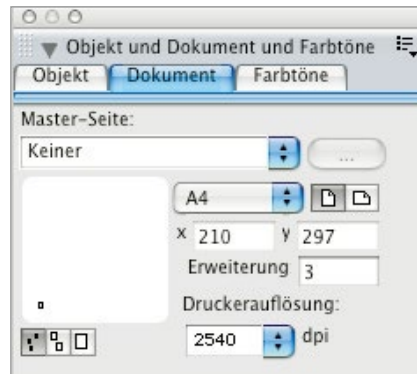 Objekt und Dokument und Farbtöne
Objekt Dokument Farbtöne
Master-Seite:
Keiner
...
A4
x 210 y 297
Erweiterung 3
Druckerauflösung:
2540 dpi